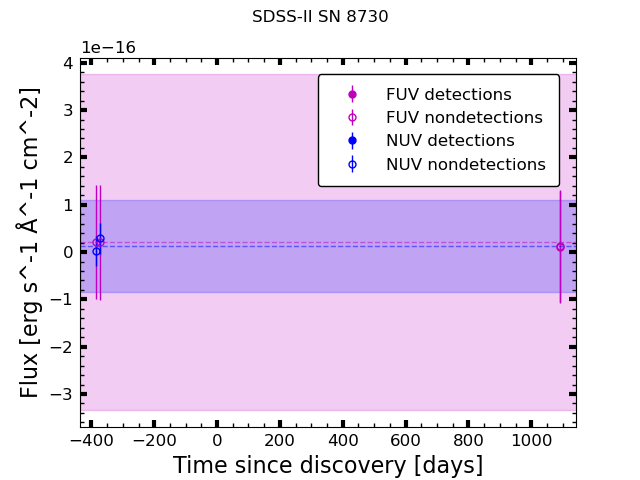 SDSS-II SN 8730
1e−16
4
3
2
1
0
−1
−2
−3
Flux [erg s^-1 Å^-1 cm^-2]
FUV detections
FUV nondetections
NUV detections
NUV nondetections
−400 −200 0 200 400 600 800 1000
Time since discovery [days]